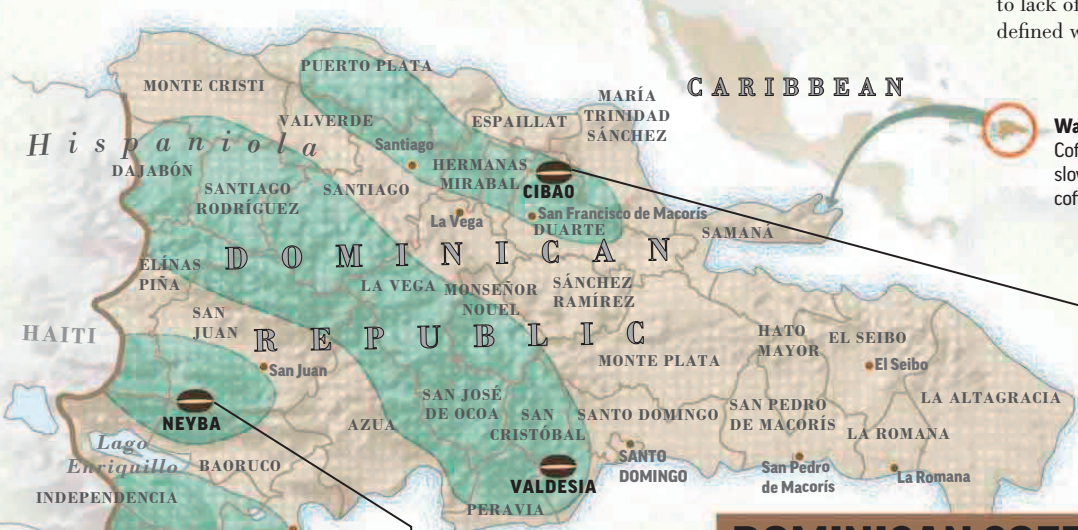 to lack of
defined w
CARIBBEAN
Wa
Cof
slov
cof
Hispaniola
MONTE CRISTI
PUERTO PLATA
VALVERDE
ESPAILLAT
MARÍA
TRINIDAD
SÁNCHEZ
DAJABÓN
Santiago
SANTIAGO
RODRÍGUEZ
SANTIAGO
HERMANAS
MIRABAL
CIBAO
La Vega
San Francisco de Macorís
DUARTE
SAMANÁ
DOMINICAN
REPUBLIC
ELÍNAS
PIÑA
LA VEGA
MONSEÑOR
NOUEL
SÁNCHEZ
RAMÍREZ
HAITI
SAN
JUAN
San Juan
HATO
MAYOR
EL SEIBO
El Seibo
MONTE PLATA
NEYBA
AZUA
SAN JOSÉ
DE OCOA
SAN
CRISTÓBAL
SANTO DOMINGO
SAN PEDRO
DE MACORÍS
LA ROMANA
LA ALTAGRACIA
Lago
Enriquillo
BAORUCO
SANTO
DOMINGO
San Pedro
de Macorís
La Romana
INDEPENDENCIA
VALDESIA
PERAVIA